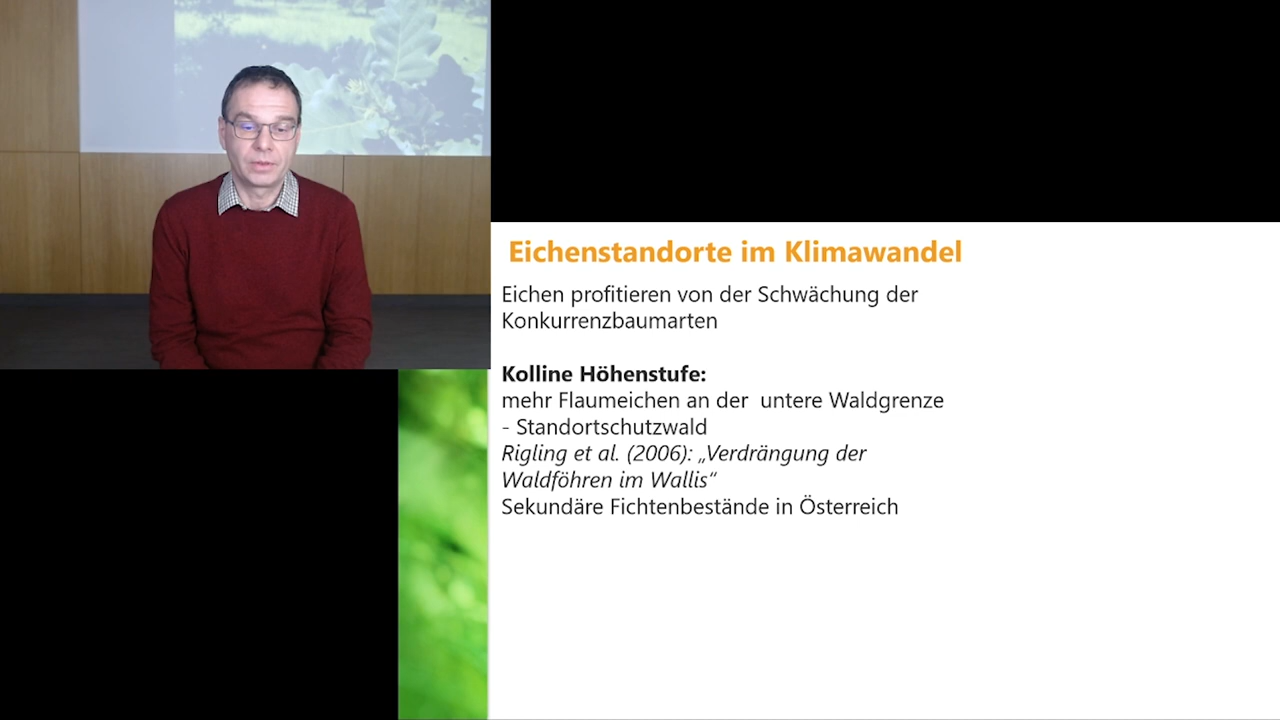 Eichenstandorte im Klimawandel
Eichen profitieren von der Schwächung der
Konkurrenzbaumarten
Kolline Höhenstufe:
mehr Flaumeichen an der  untere Waldgrenze
- Standortschutzwald
Rigling et al. (2006): „Verdrängung der
Waldföhren im Wallis“
Sekundäre Fichtenbestände in Österreich